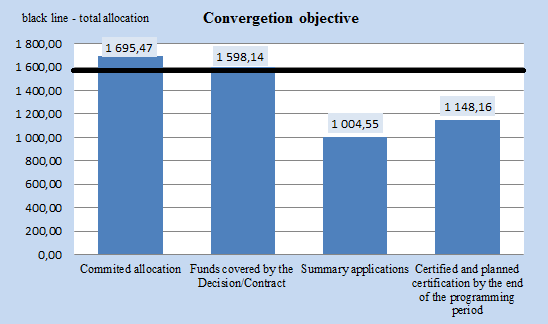 black line - total allocation
Convergetion objective
1 800,00
1 600,00
1 400,00
1 200,00
1 000,00
800,00
600,00
400,00
200,00
0,00
1 695,47
1 598,14
1 004,55
1 148,16
Commited allocation
Funds covered by the
Decision/Contract
Summary applications
Certified and planned
certification by the end
of the programming
period